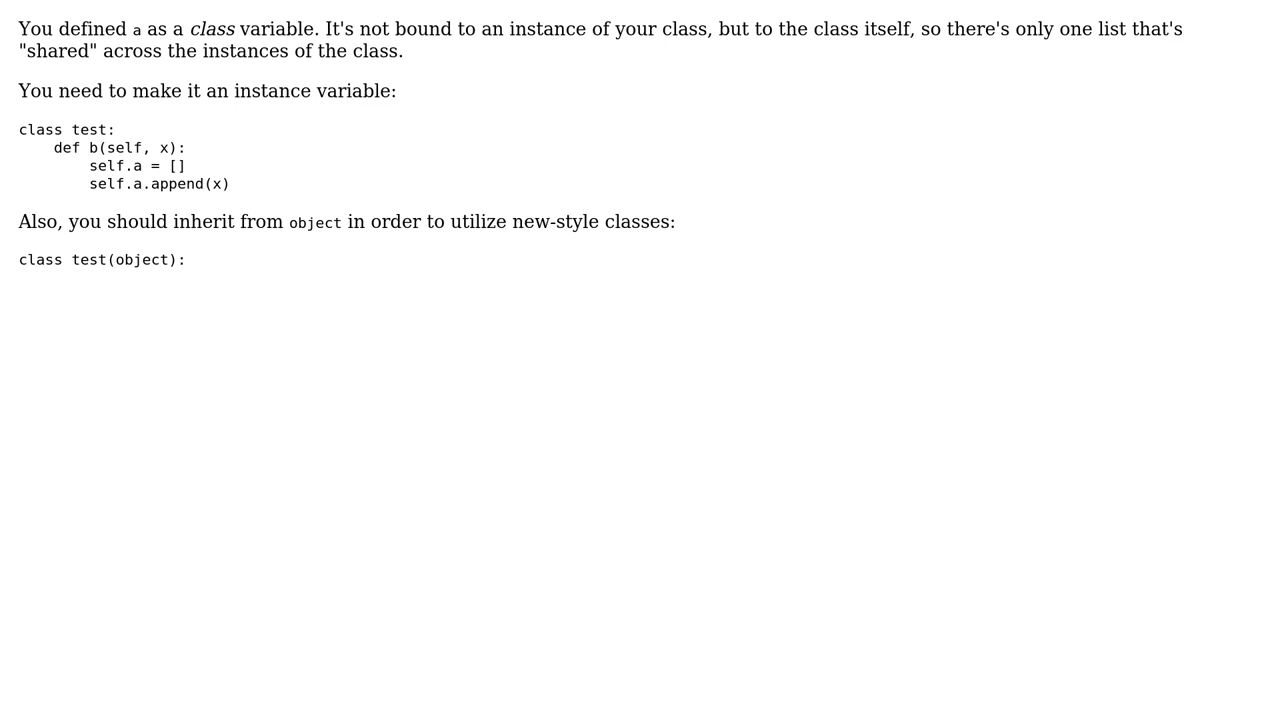 You defined a as a class variable. It's not bound to an instance of your class, but to the class itself, so there's only one list that's
"shared" across the instances of the class.
You need to make it an instance variable:
class test:
    def b(self, x):
        self.a = []
        self.a.append(x)
Also, you should inherit from object in order to utilize new-style classes:
class test(object):